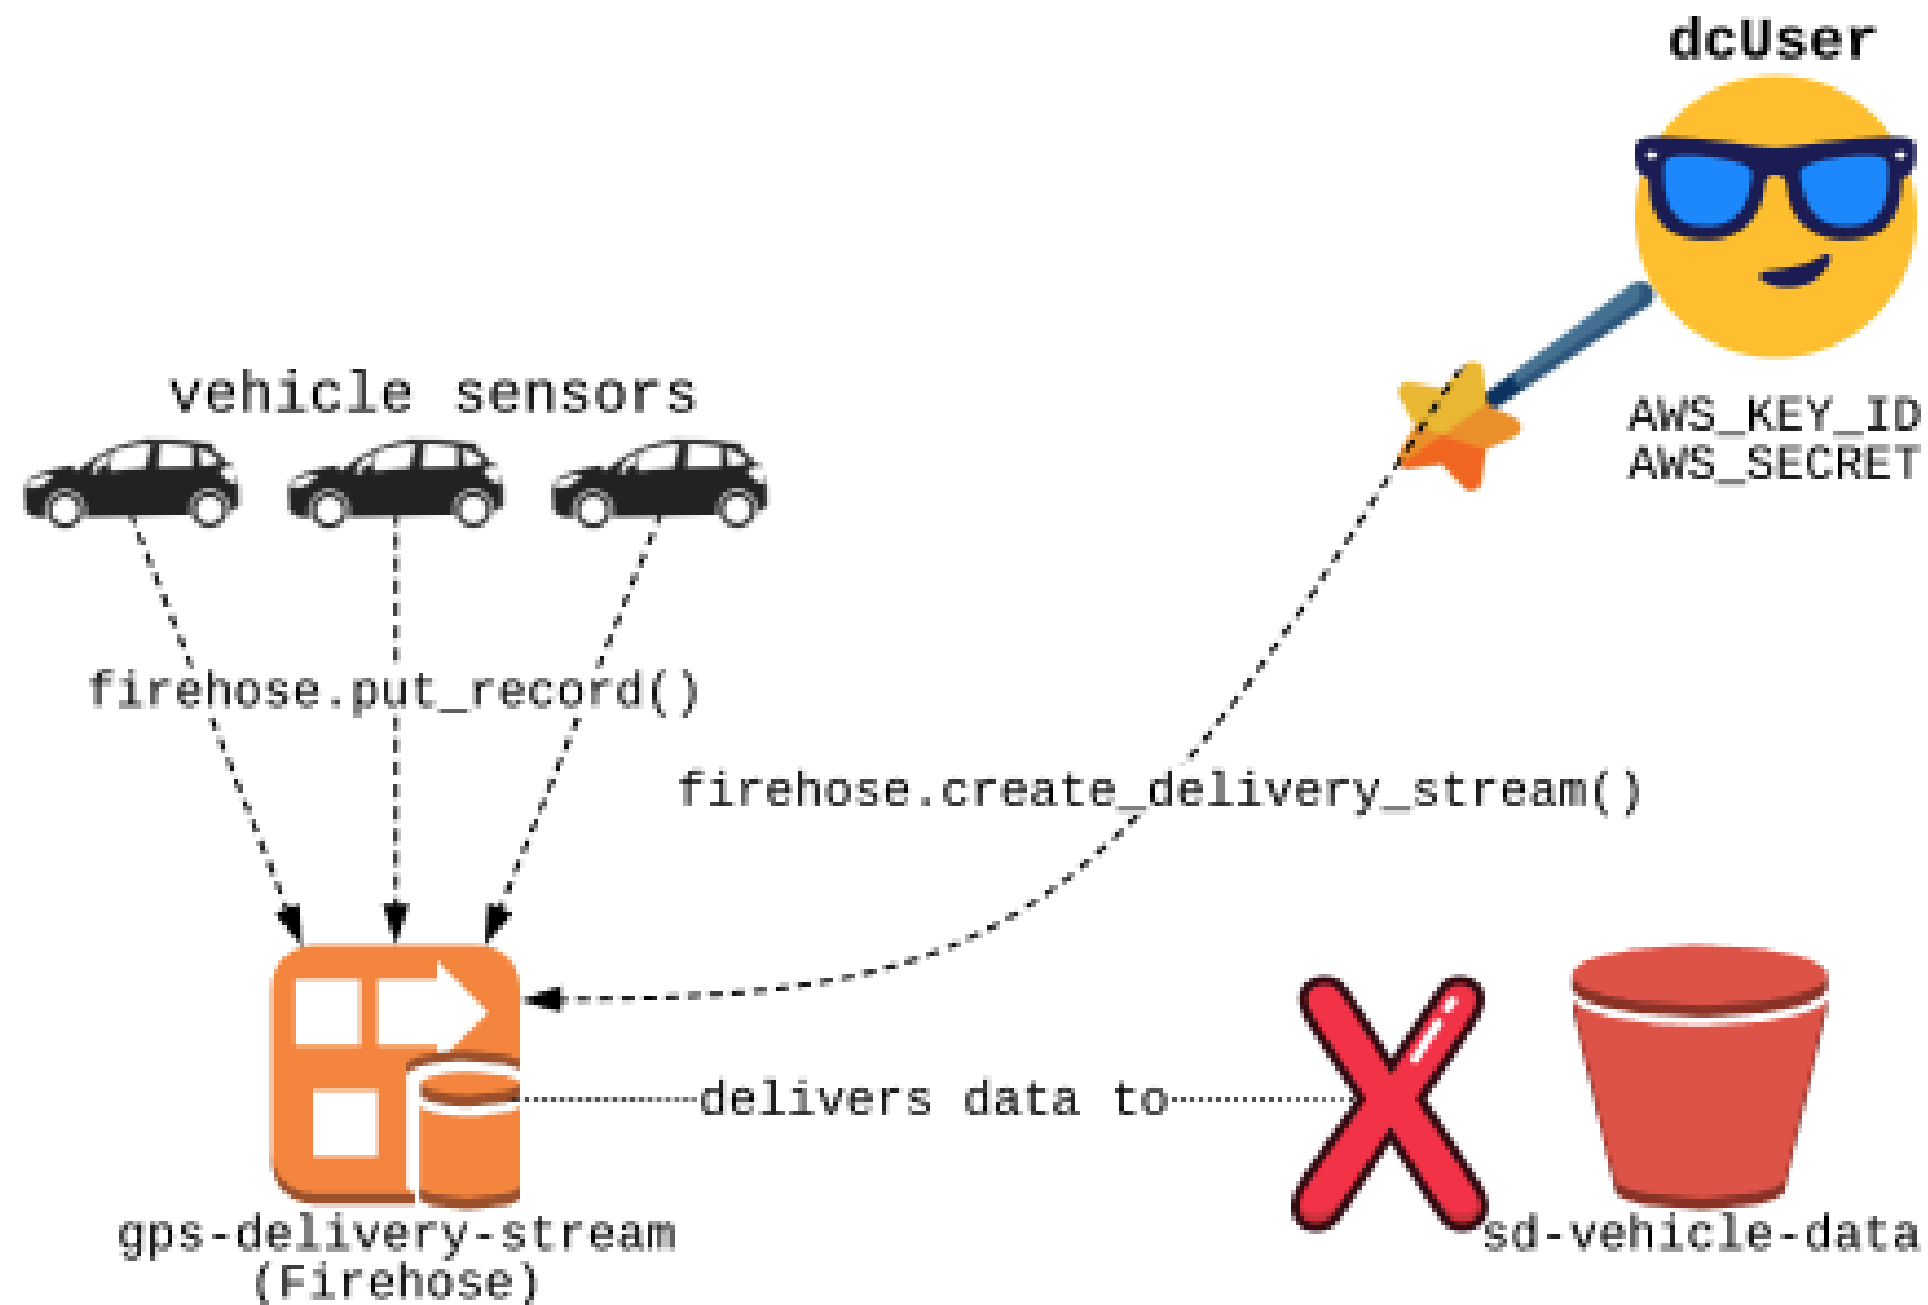 dcUser
AWS_KEY_ID
AWS_SECRET
vehicle sensors
firehose.put_record()
firehose.create_delivery_stream()
delivers data to
gps-delivery-stream
(Firehose)
sd-vehicle-data